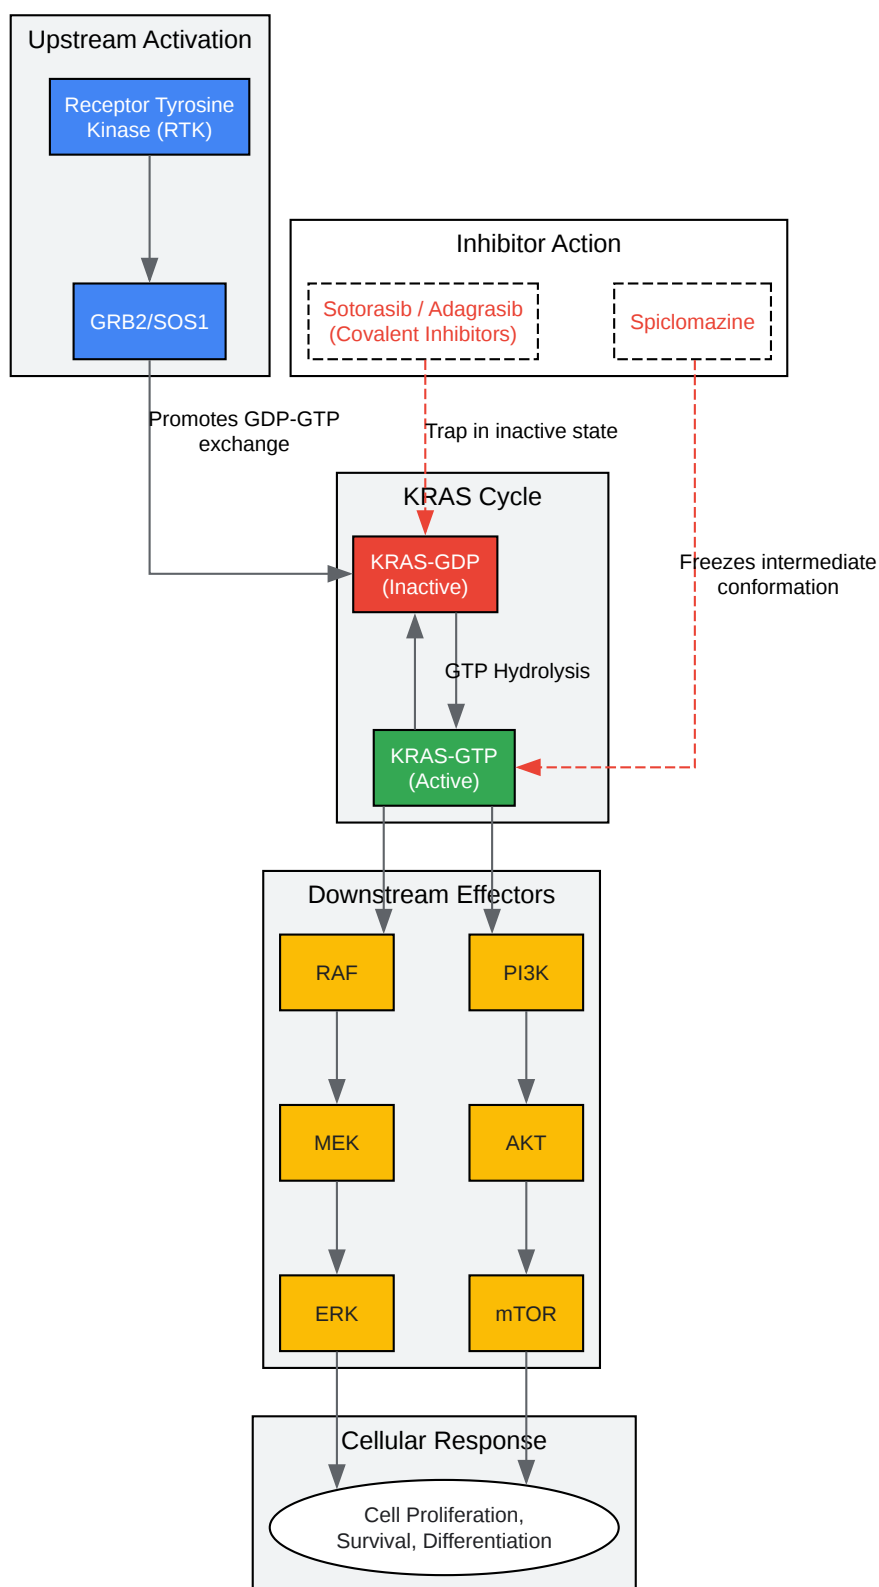 Upstream Activation
Receptor Tyrosine
Kinase (RTK)
GRB2/SOS1
Inhibitor Action
Sotorasib / Adagrasib
(Covalent Inhibitors)
Spiclomazine
Promotes GDP-GTP
exchange
Trap in inactive state
KRAS Cycle
KRAS-GDP
(Inactive)
Freezes intermediate
conformation
GTP Hydrolysis
KRAS-GTP
(Active)
Downstream Effectors
RAF
PI3K
MEK
AKT
ERK
mTOR
Cellular Response
Cell Proliferation,
Survival, Differentiation